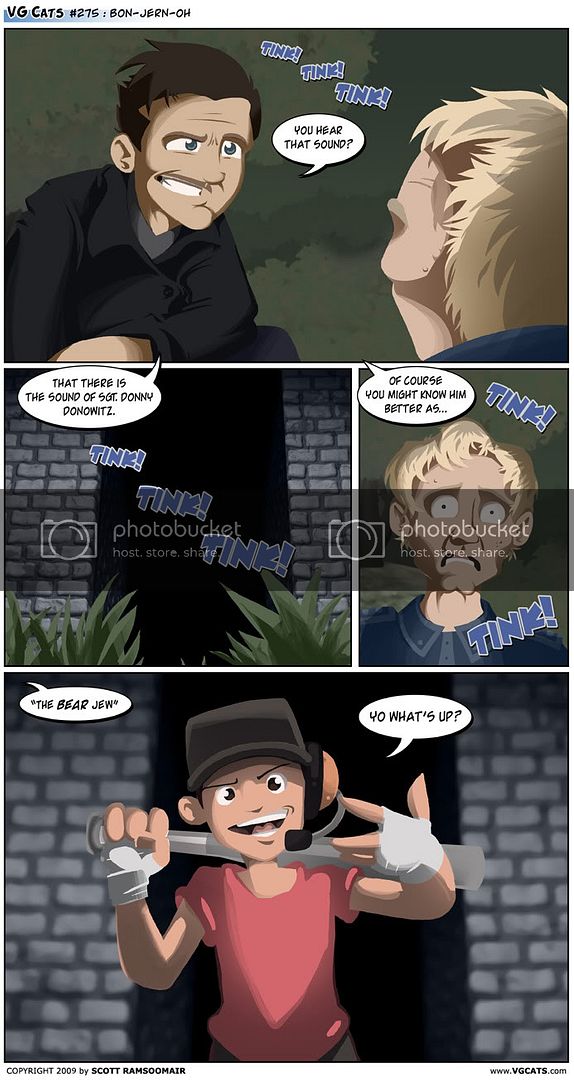 VG CATS #275 : BON-JERN-OH
TINK!
TINK!
TINK!
YOU HEAR
THAT SOUND?
THAT THERE IS
THE SOUND OF SGT. DONNY
DONOWITZ.
TINK!
TINK!
TINK!
OF COURSE
YOU MIGHT KNOW HIM
BETTER AS...
TINK!
TINK!
photobucket
host. store. share.
photobucket
host. store. share.
"THE BEAR JEW"
YO WHAT'S UP?
COPYRIGHT 2009 by SCOTT RAMSOOMAIR
www.VGCATS.com